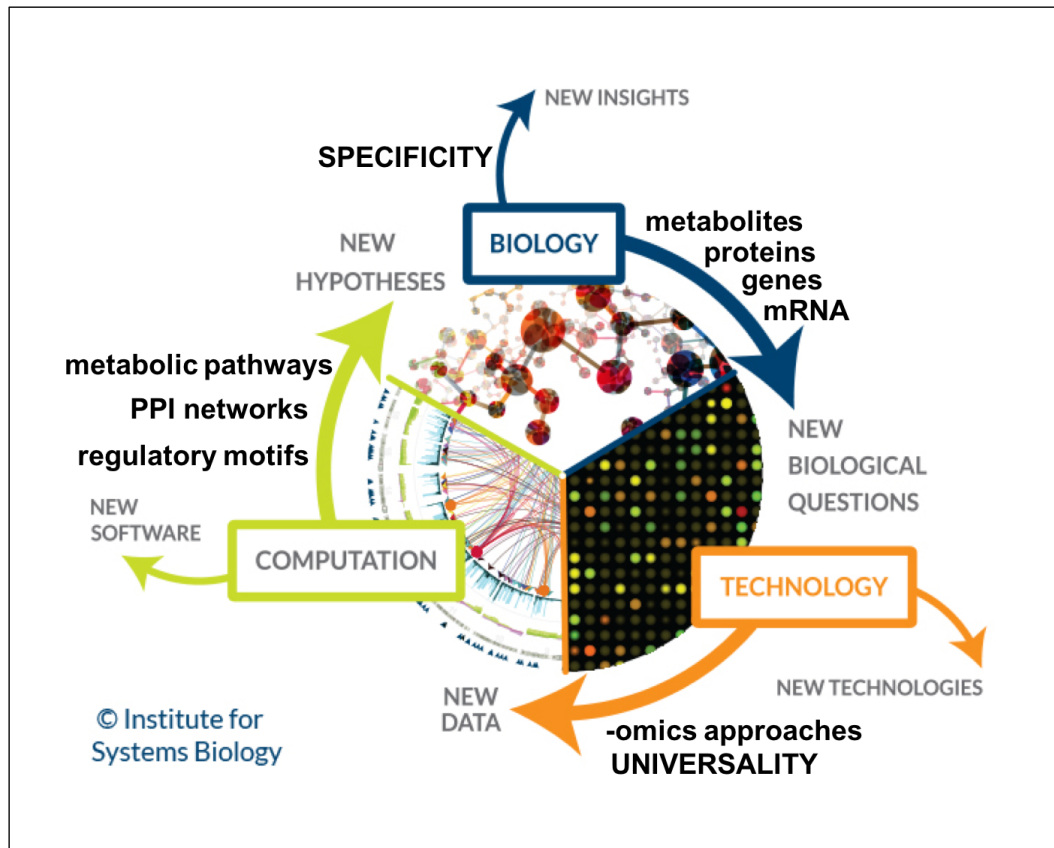 NEW INSIGHTS
SPECIFICITY
BIOLOGY
metabolites
proteins
genes
mRNA
NEW
HYPOTHESES
metabolic pathways
PPI networks
regulatory motifs
NEW
BIOLOGICAL
QUESTIONS
NEW
SOFTWARE
COMPUTATION
TECHNOLOGY
NEW TECHNOLOGIES
NEW
DATA
-omics approaches
UNIVERSALITY
© Institute for
Systems Biology